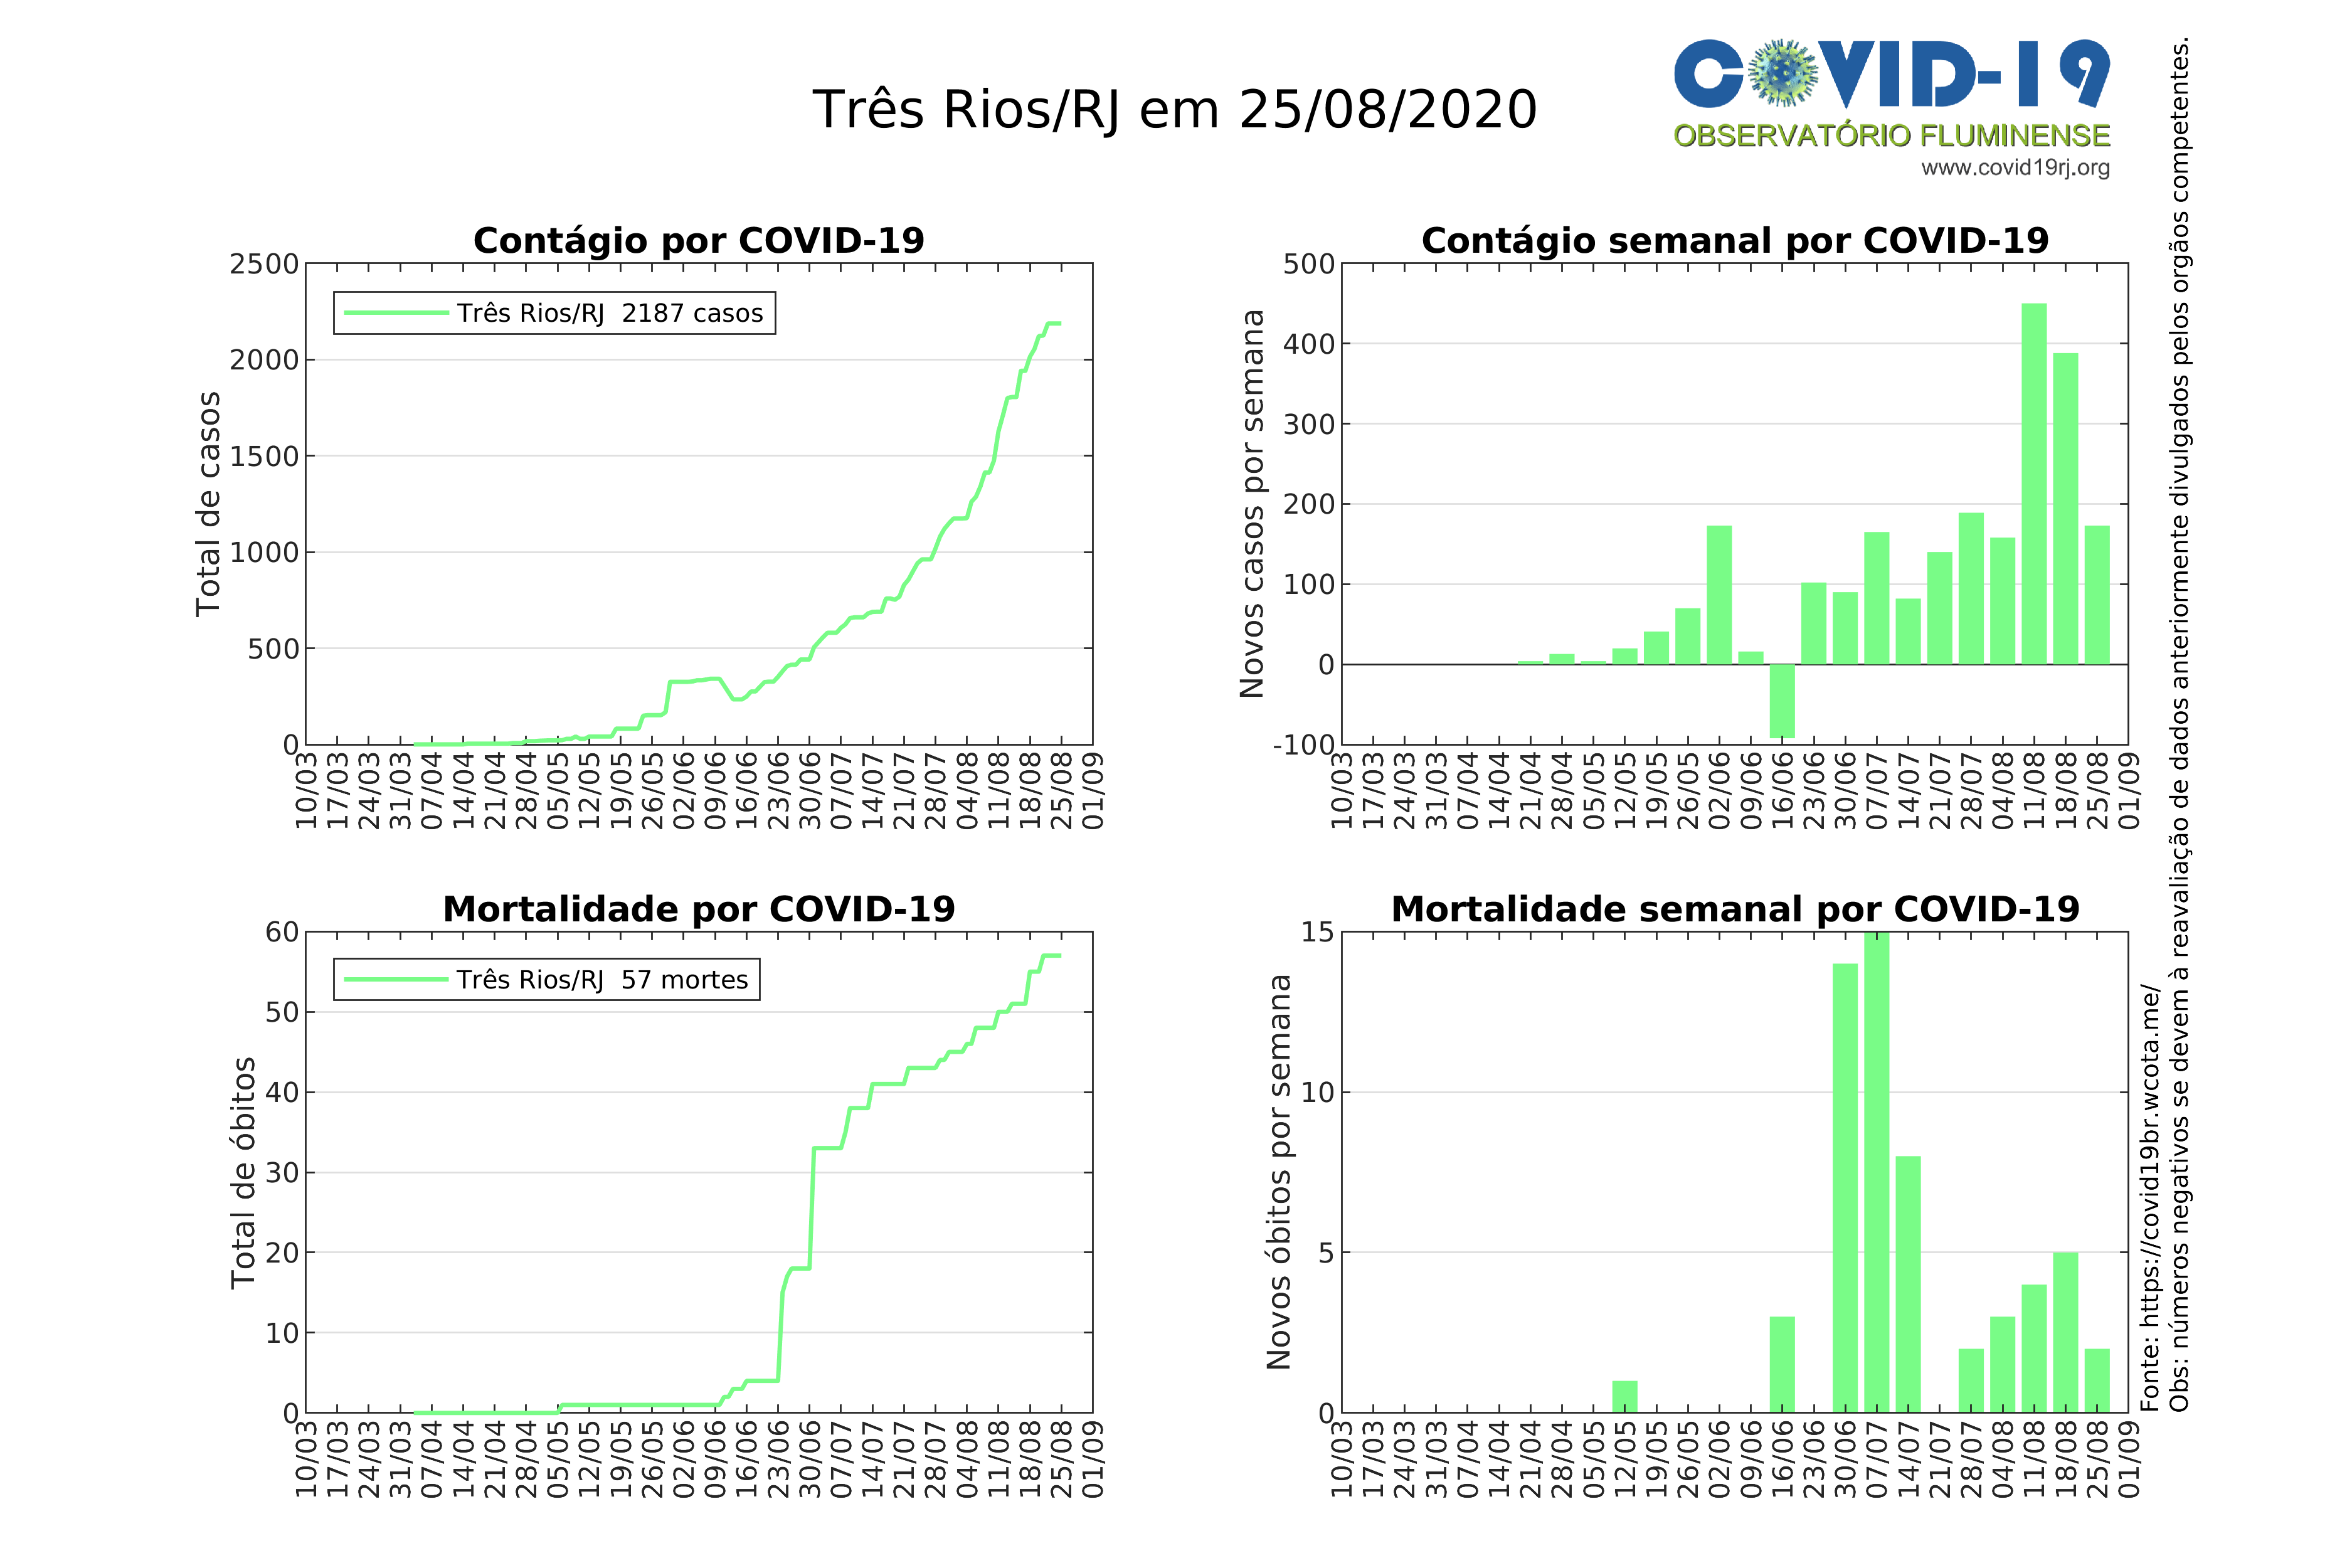 Três Rios/RJ em 25/08/2020
COVID-19
OBSERVATÓRIO FLUMINENSE
www.covid19rj.org
Contágio por COVID-19
Total de casos
2500
2000
1500
1000
500
0
Três Rios/RJ 2187 casos
10/03 17/03 24/03 31/03 07/04 14/04 21/04 28/04 05/05 12/05 19/05 26/05 02/06 09/06 16/06 23/06 30/06 07/07 14/07 21/07 28/07 04/08 11/08 18/08 25/08 01/09
Contágio semanal por COVID-19
Novos casos por semana
500
400
300
200
100
0
-100
10/03 17/03 24/03 31/03 07/04 14/04 21/04 28/04 05/05 12/05 19/05 26/05 02/06 09/06 16/06 23/06 30/06 07/07 14/07 21/07 28/07 04/08 11/08 18/08 25/08 01/09
Mortalidade por COVID-19
Total de óbitos
60
50
40
30
20
10
0
Três Rios/RJ 57 mortes
10/03 17/03 24/03 31/03 07/04 14/04 21/04 28/04 05/05 12/05 19/05 26/05 02/06 09/06 16/06 23/06 30/06 07/07 14/07 21/07 28/07 04/08 11/08 18/08 25/08 01/09
Mortalidade semanal por COVID-19
Novos óbitos por semana
15
10
5
0
10/03 17/03 24/03 31/03 07/04 14/04 21/04 28/04 05/05 12/05 19/05 26/05 02/06 09/06 16/06 23/06 30/06 07/07 14/07 21/07 28/07 04/08 11/08 18/08 25/08 01/09
Fonte: https://covid19br.wcota.me/
Obs: números negativos se devem à reavaliação de dados anteriormente divulgados pelos orgãos competentes.